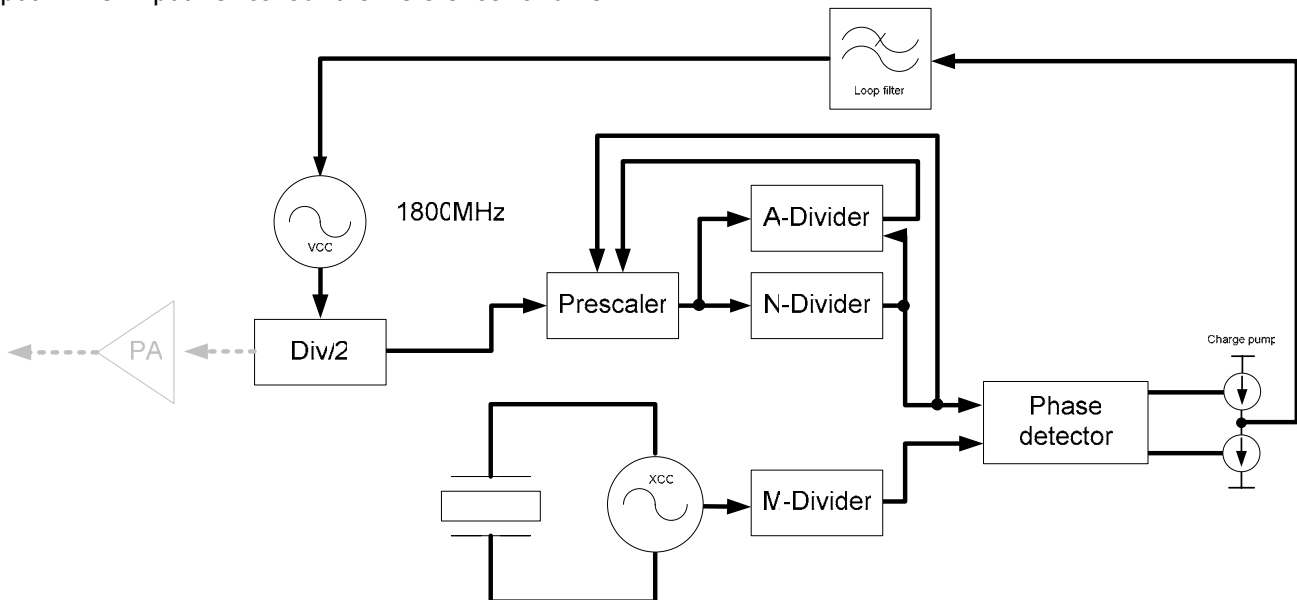 Loop filter
1800MHz
VCC
A-Divider
Prescaler
N-Divider
PA
Div/2
Charge pump
Phase
detector
XCC
M-Divider